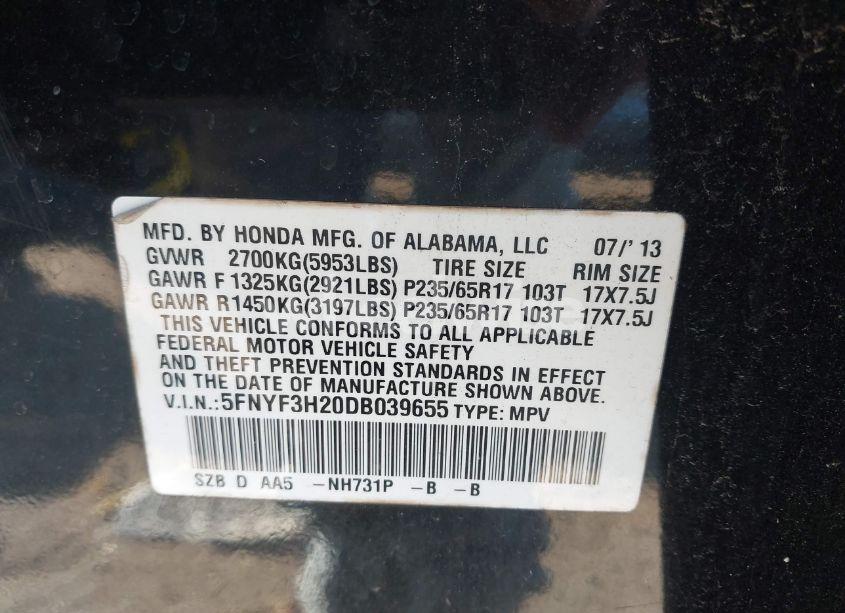 MFD. BY HONDA MFG. OF ALABAMA, LLC 07/'13
GVWR 2700KG(5953LBS) TIRE SIZE RIM SIZE
GAWR F 1325KG(2921LBS) P235/65R17 103T 17X7.5J
GAWR R1450KG(3197LBS) P235/65R17 103T 17X7.5J
THIS VEHICLE CONFORMS TO ALL APPLICABLE
FEDERAL MOTOR VEHICLE SAFETY
AND THEFT PREVENTION STANDARDS IN EFFECT
ON THE DATE OF MANUFACTURE SHOWN ABOVE.
V.I.N.:5FNYF3H20DB039655 TYPE: MPV
SZB D AA5 -NH731P -B -B